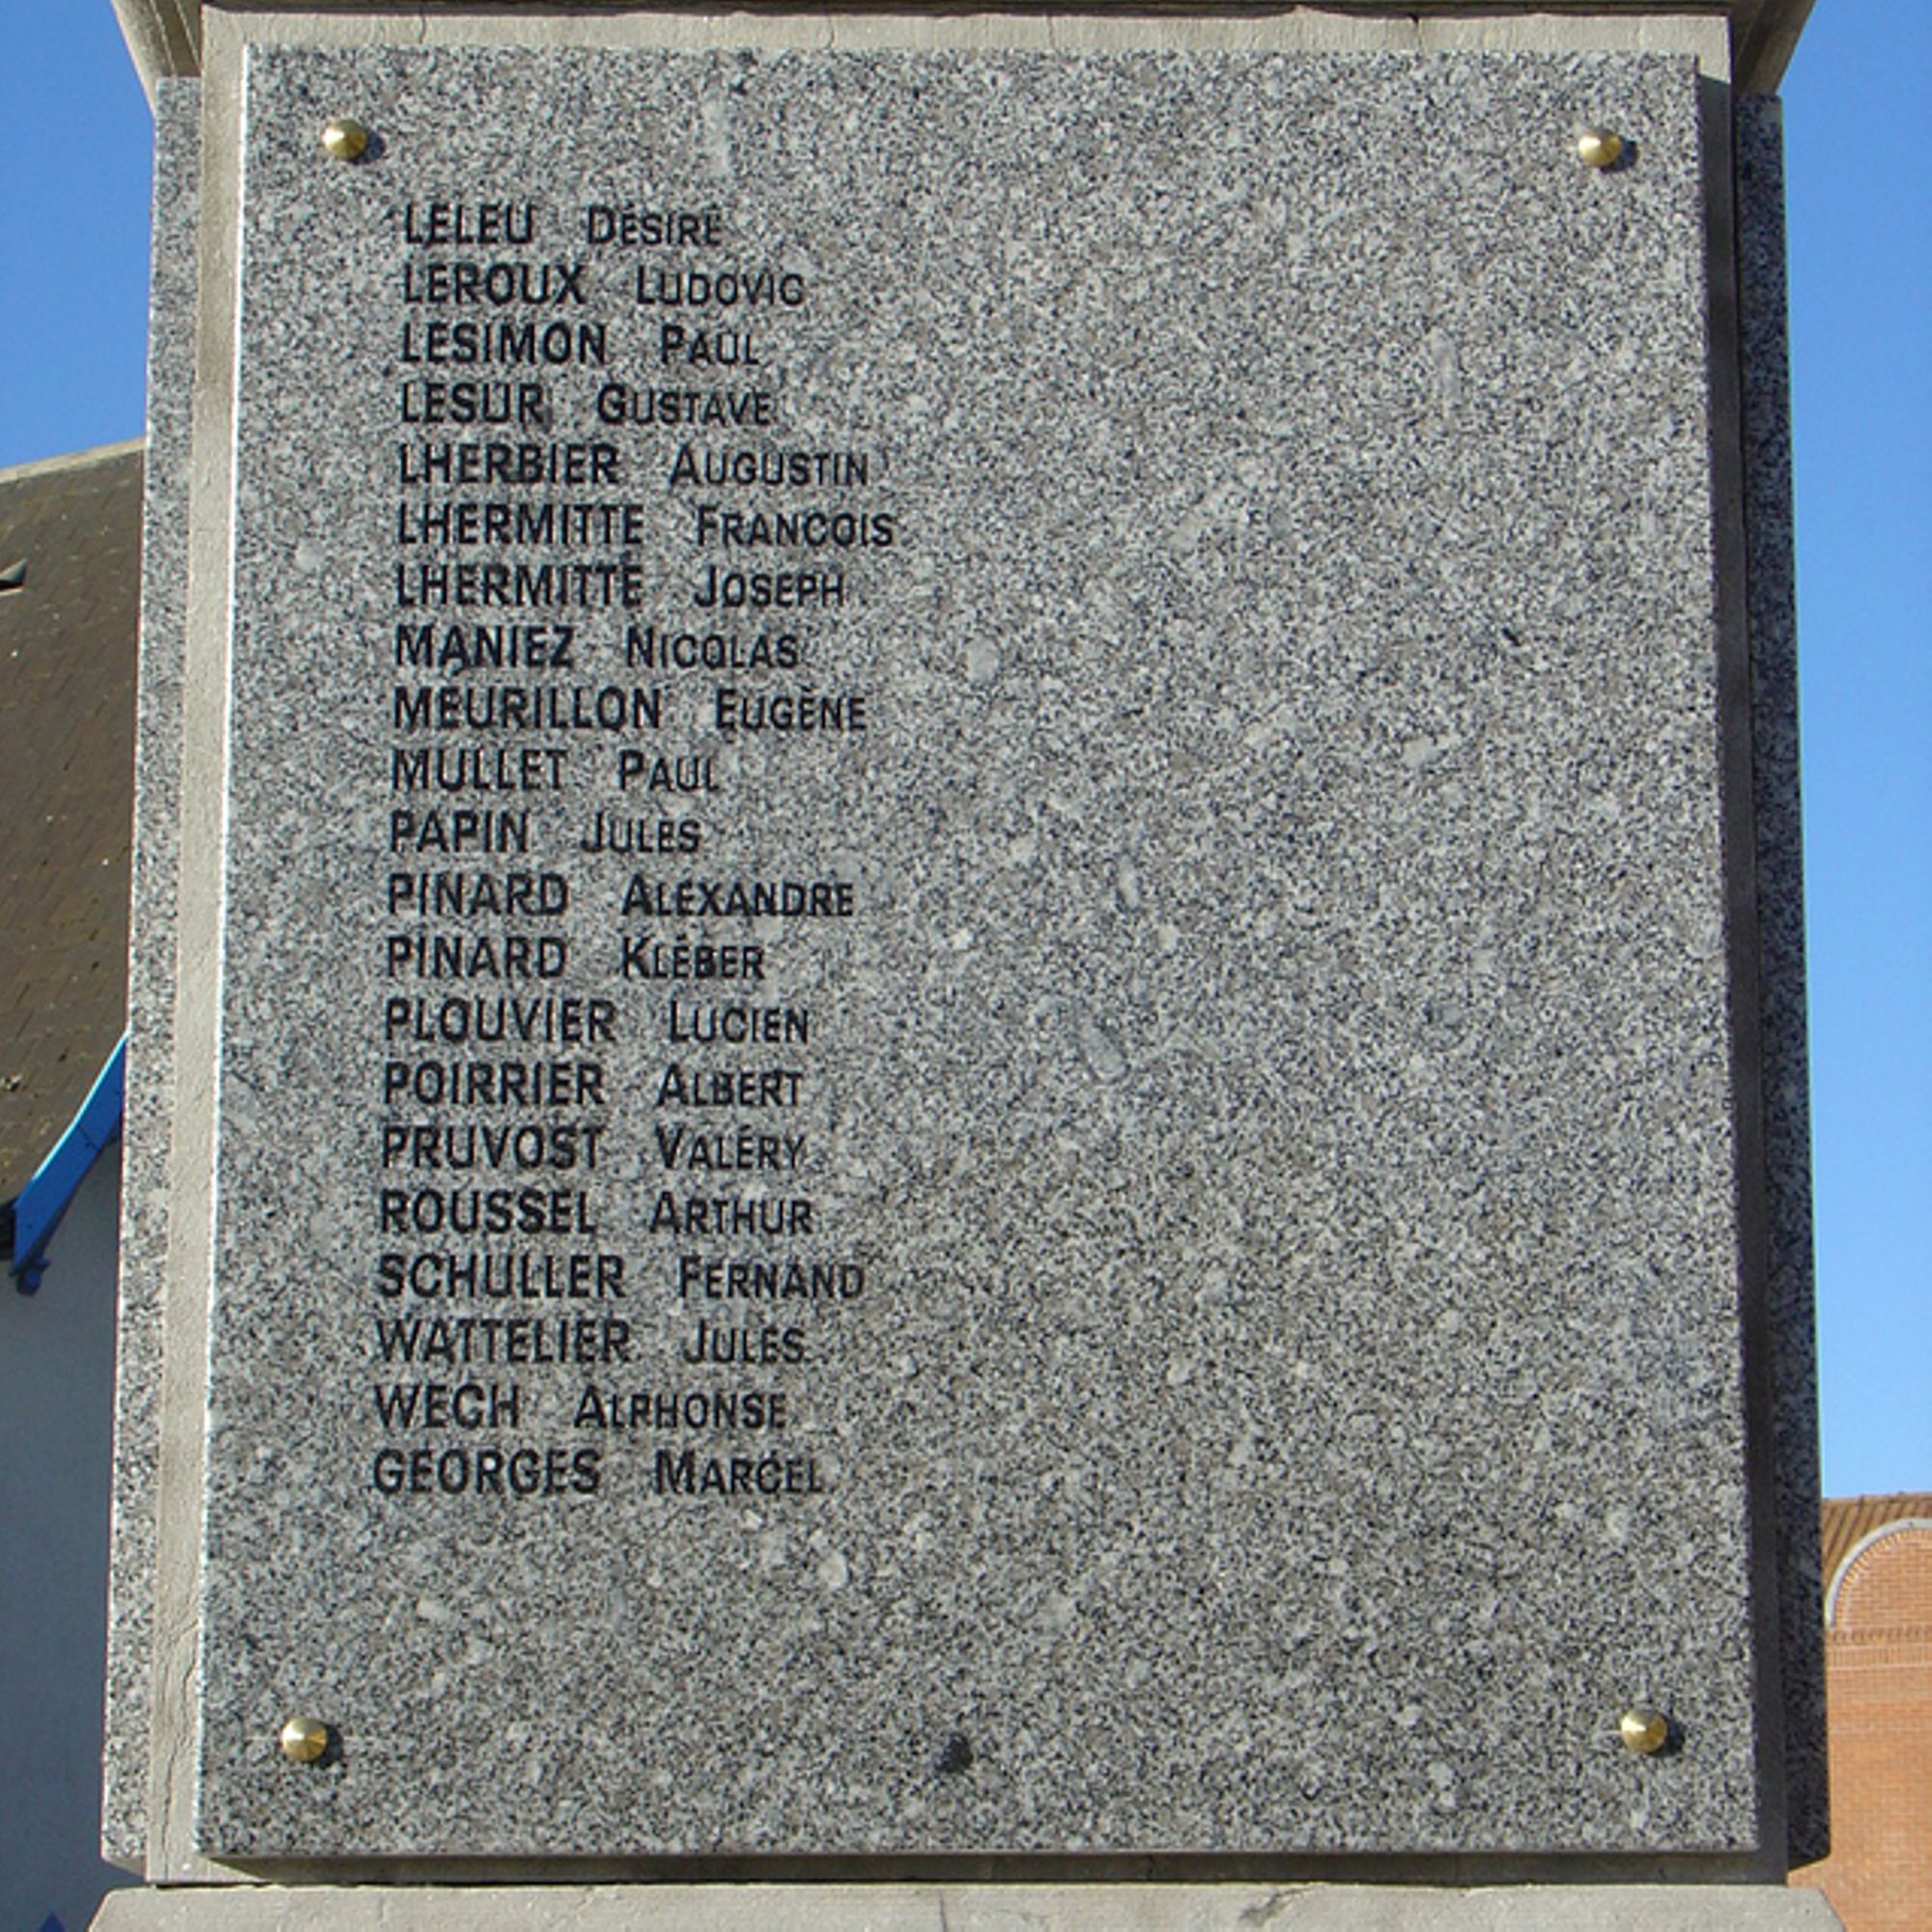 LELEU Désiré
LEROUX Ludovic
LESIMON Paul
LESUR Gustave
LHERBIER Augustin
LHERMITTE Francois
LHERMITTE Joseph
MANIEZ Nicolas
MEURILLON Eugène
MULLET Paul
PAPIN Jules
PINARD Alexandre
PINARD Kléber
PLOUVIER Lucien
POIRRIER Albert
PRUVOST Valéry
ROUSSEL Arthur
SCHULLER Fernand
WATTELIER Jules
WECH Alphonse
GEORGES Marcel